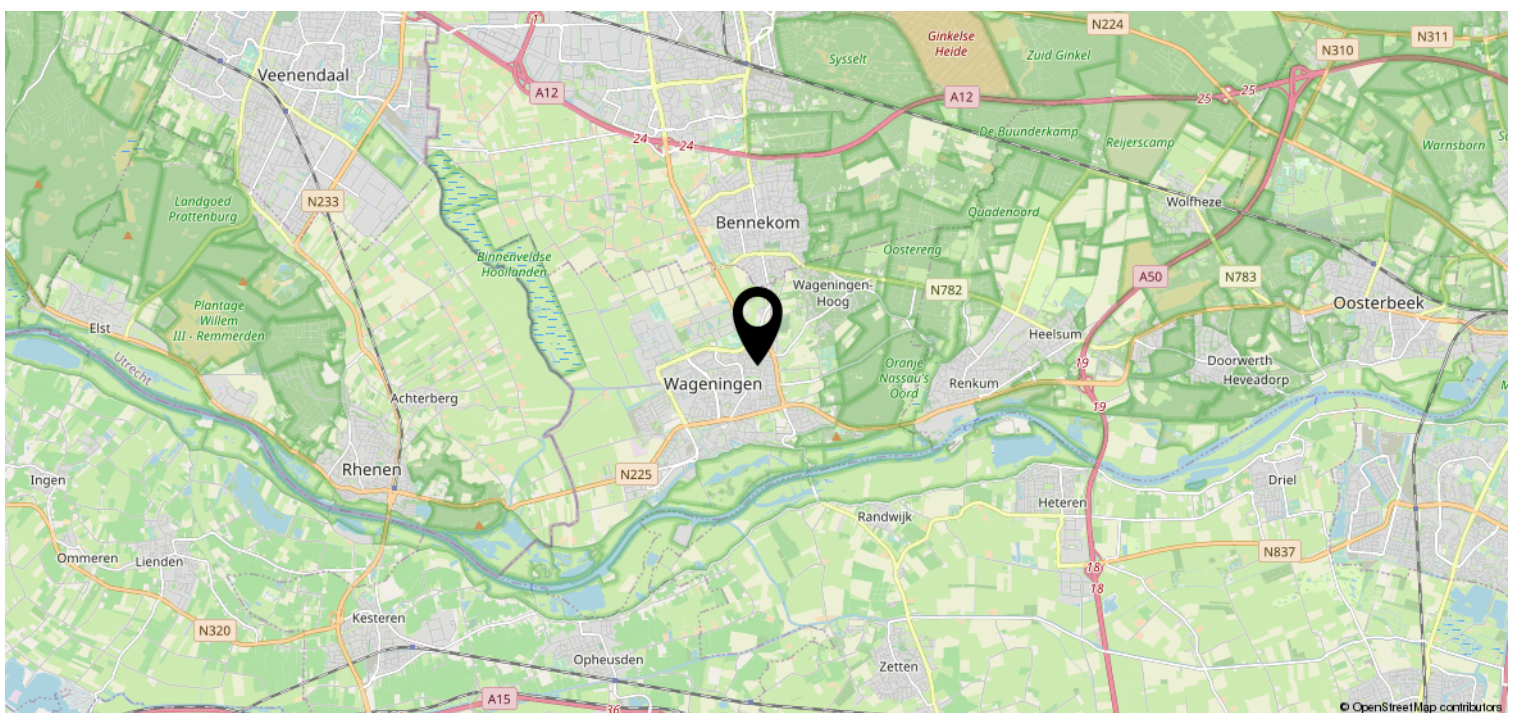 1
N224
Ginkelse
Heide
N311
N310
Sysselt
Zuid Ginkel
Veenendaal
A12
A12
25
25
De Buunderkamp
24
24
Reijerscamp
Warnsborn
Landgoed
Prattenburg
N233
Wolfheze
Quadenoord
Bennekom
Oostereng
Binnenveldse
Hooilanden
A50
N783
Wageningen-
Hoog
N782
Oosterbeek
Plantage
Willem
III - Remmerden
Elst
Heelsum
Utrecht
Oranje
Nassau's
Oord
19
Doorwerth
Heveadorp
Wageningen
Renkum
Achterberg
19
Rhenen
N225
Ingen
Driel
Heteren
Randwijk
N837
Ommeren
Lienden
18
18
Kesteren
N320
Opheusden
Zetten
A15
36
© OpenStreetMap contributors